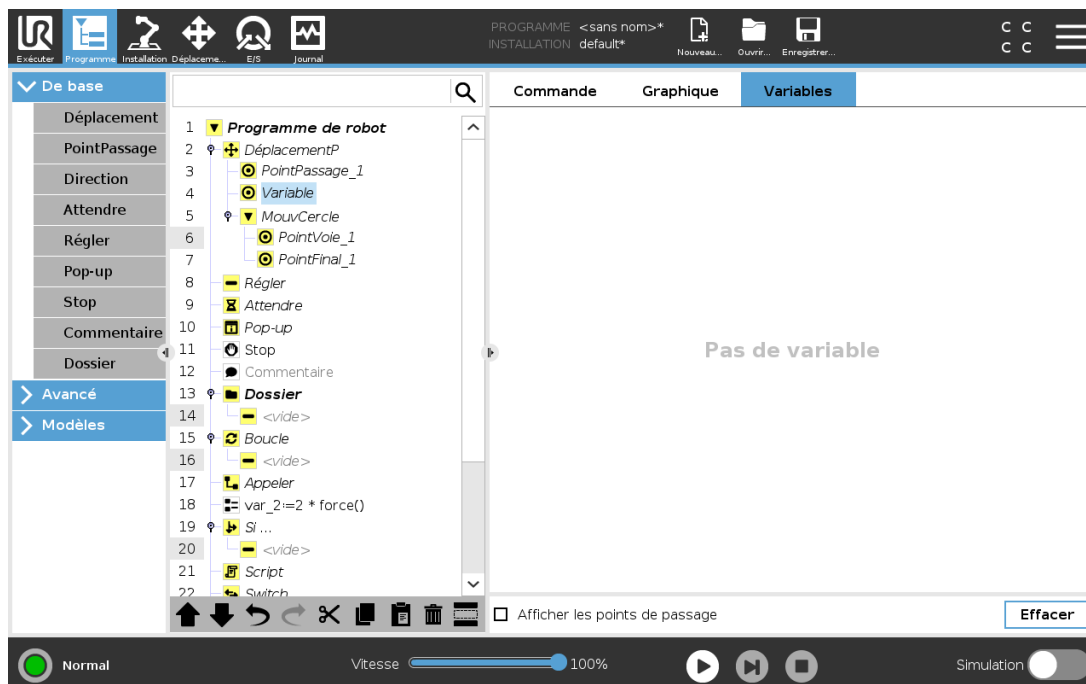 PROGRAMME <sans nom>*
INSTALLATION default*
Exécuter
Programme
Installation
Déplaceme...
E/S
Journal
Nouveau...
Ouvrir...
Enregistrer...
C C
C C
De base
Déplacement
PointPassage
Direction
Attendre
Régler
Pop-up
Stop
Commentaire
Dossier
Avancé
Modèles
1 Programme de robot
2 DéplacementP
3 PointPassage_1
4 Variable
5 MouvCercle
6 PointVoie_1
7 PointFinal_1
8 Régler
9 Attendre
10 Pop-up
11 Stop
12 Commentaire
13 Dossier
14 <vide>
15 Boucle
16 <vide>
17 Appeler
18 var_2:=2 * force()
19 Si ...
20 <vide>
21 Script
22 Switch
Commande
Graphique
Variables
Pas de variable
Afficher les points de passage
Effacer
Normal
Vitesse
100%
Simulation